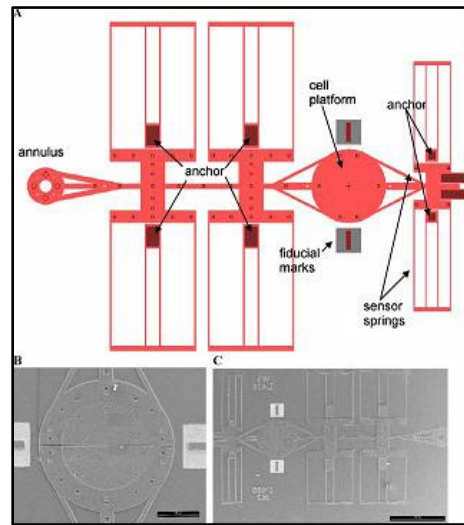 A
cell
platform
anchor
annulus
anchor
fiducial
marks
sensor
springs
B
C